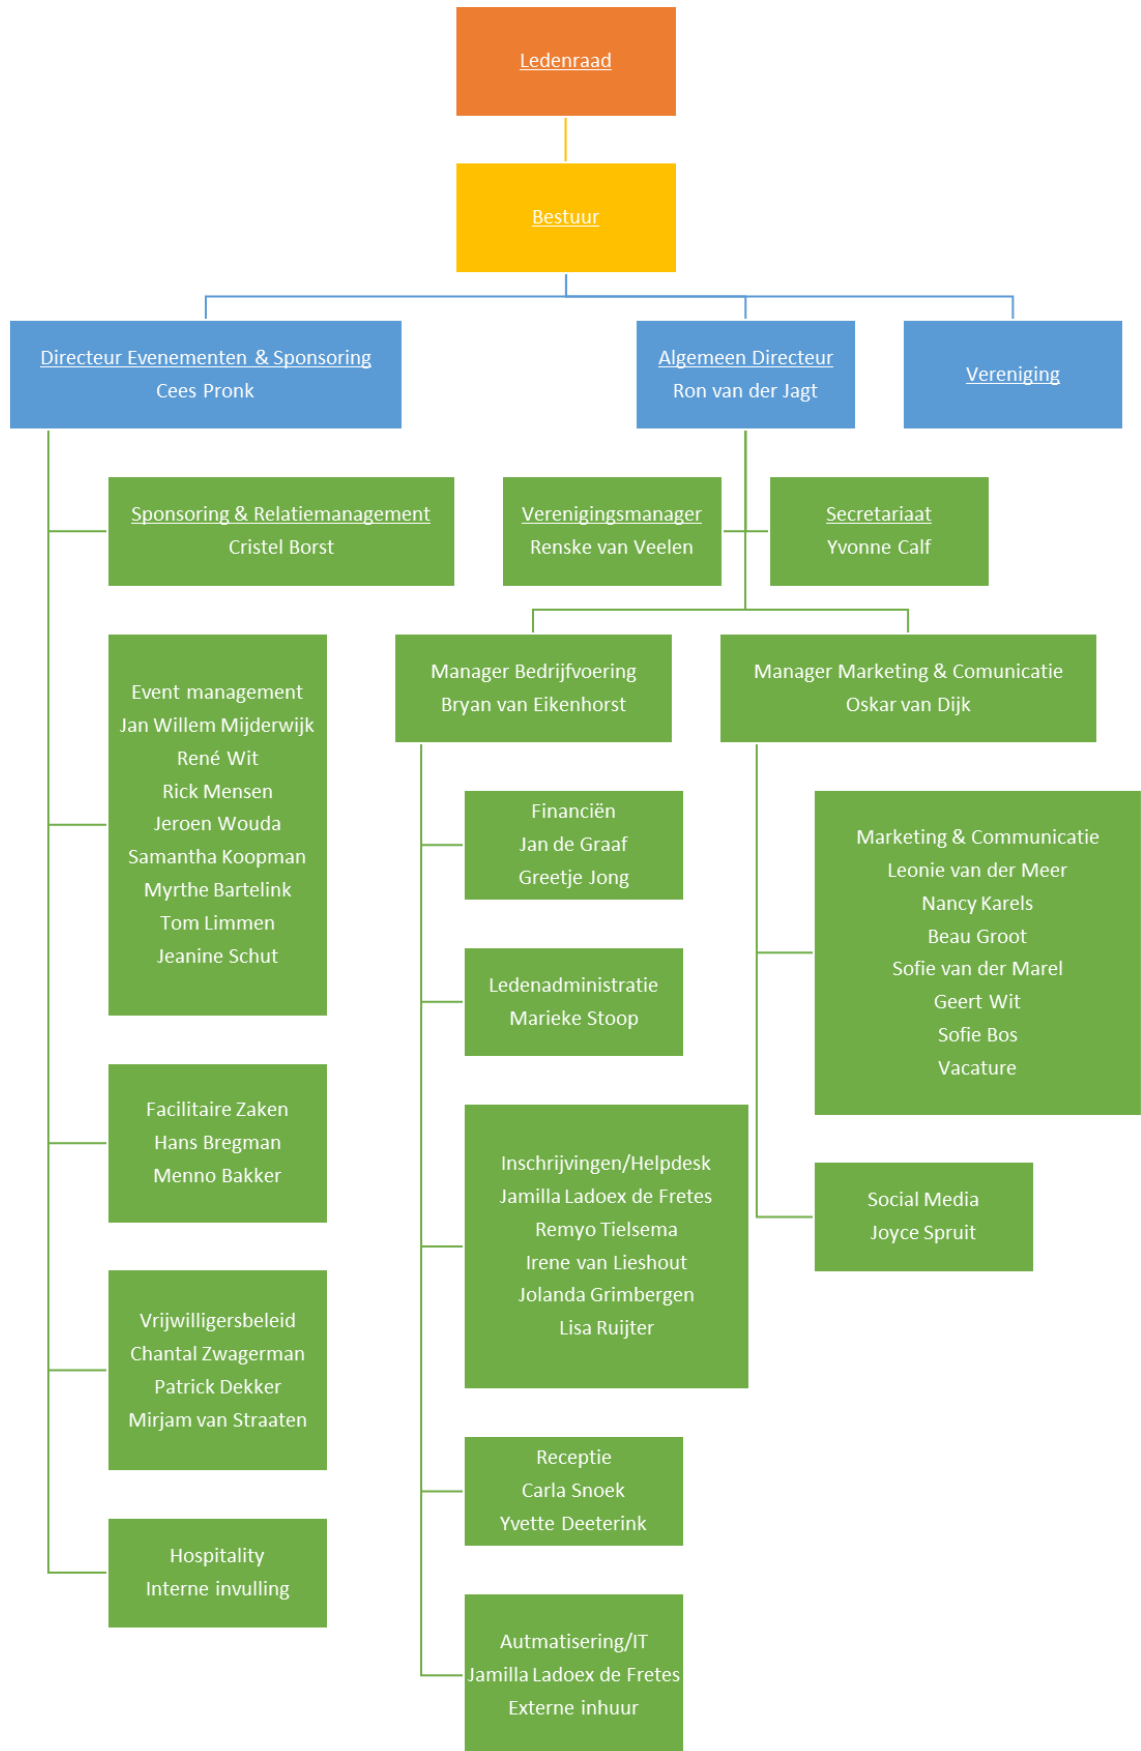 Ledenraad
Bestuur
Directeur Evenementen & Sponsoring
Cees Pronk
Algemeen Directeur
Ron van der Jagt
Vereniging
Sponsoring & Relatiemanagement
Cristel Borst
Verenigingsmanager
Renske van Veelen
Secretariaat
Yvonne Calf
Event management
Jan Willem Mijderwijk
René Wit
Rick Mensen
Jeroen Wouda
Samantha Koopman
Myrthe Bartelink
Tom Limmen
Jeanine Schut
Facilitaire Zaken
Hans Bregman
Menno Bakker
Vrijwilligersbeleid
Chantal Zwagerman
Patrick Dekker
Mirjam van Straaten
Hospitality
Interne invulling
Manager Bedrijfvoering
Bryan van Eikenhorst
Financiën
Jan de Graaf
Greetje Jong
Ledenadministratie
Marieke Stoop
Inschrijvingen/Helpdesk
Jamilla Ladoex de Fretes
Remyo Tielsema
Irene van Lieshout
Jolanda Grimbergen
Lisa Ruijter
Receptie
Carla Snoek
Yvette Deeterink
Autmatisering/IT
Jamilla Ladoex de Fretes
Externe inhuur
Manager Marketing & Comunicatie
Oskar van Dijk
Marketing & Communicatie
Leonie van der Meer
Nancy Karels
Beau Groot
Sofie van der Marel
Geert Wit
Sofie Bos
Vacature
Social Media
Joyce Spruit